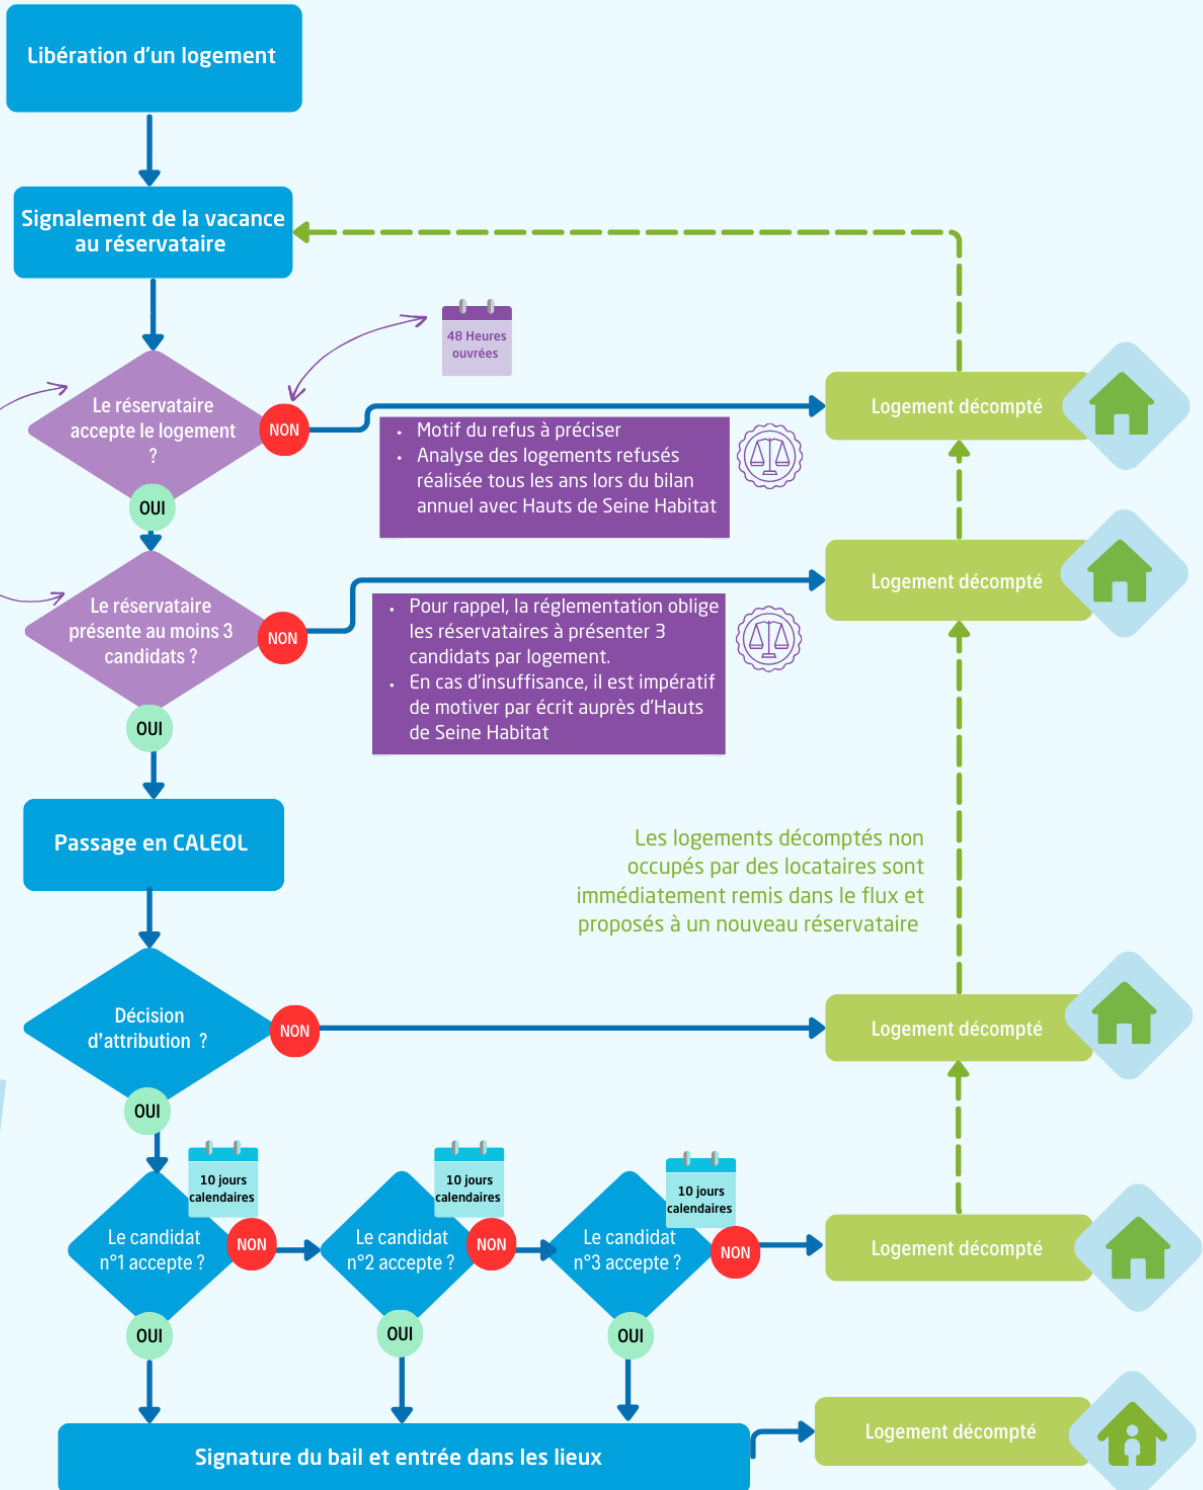 Libération d'un logement
Signalement de la vacance
au réservataire
48 Heures
ouvrées
Le réservataire
accepte le logement
?
NON
OUI
• Motif du refus à préciser
• Analyse des logements refusés
réalisée tous les ans lors du bilan
annuel avec Hauts de Seine Habitat
Logement décompté
Le réservataire
présente au moins 3
candidats ?
NON
OUI
• Pour rappel, la réglementation oblige
les réservataires à présenter 3
candidats par logement.
• En cas d'insuffisance, il est impératif
de motiver par écrit auprès d'Hauts
de Seine Habitat
Logement décompté
Passage en CALEOL
Les logements décomptés non
occupés par des locataires sont
immédiatement remis dans le flux et
proposés à un nouveau réservataire
Décision
d'attribution ?
NON
OUI
Logement décompté
10 jours
calendaires
Le candidat
n°1 accepte ?
NON
OUI
10 jours
calendaires
Le candidat
n°2 accepte ?
NON
OUI
10 jours
calendaires
Le candidat
n°3 accepte ?
NON
OUI
Logement décompté
Signature du bail et entrée dans les lieux
Logement décompté